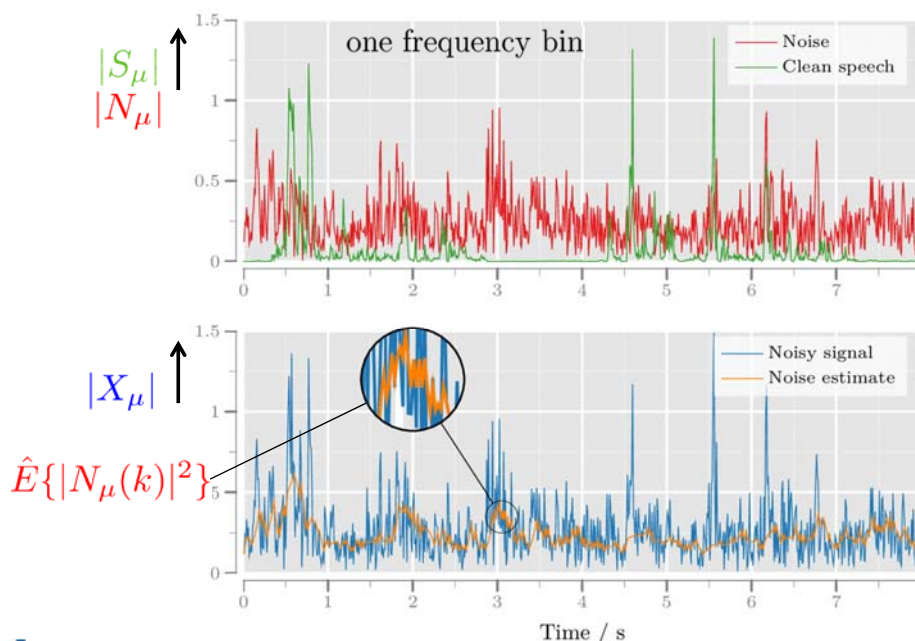 one frequency bin
|S_μ|
|N_μ|
Noise
Clean speech
1.5
1
0.5
0
0 1 2 3 4 5 6 7
|X_μ|
Ê{|N_μ(k)|²}
Noisy signal
Noise estimate
1.5
1
5
0
0 1 2 3 4 5 6 7
Time / s